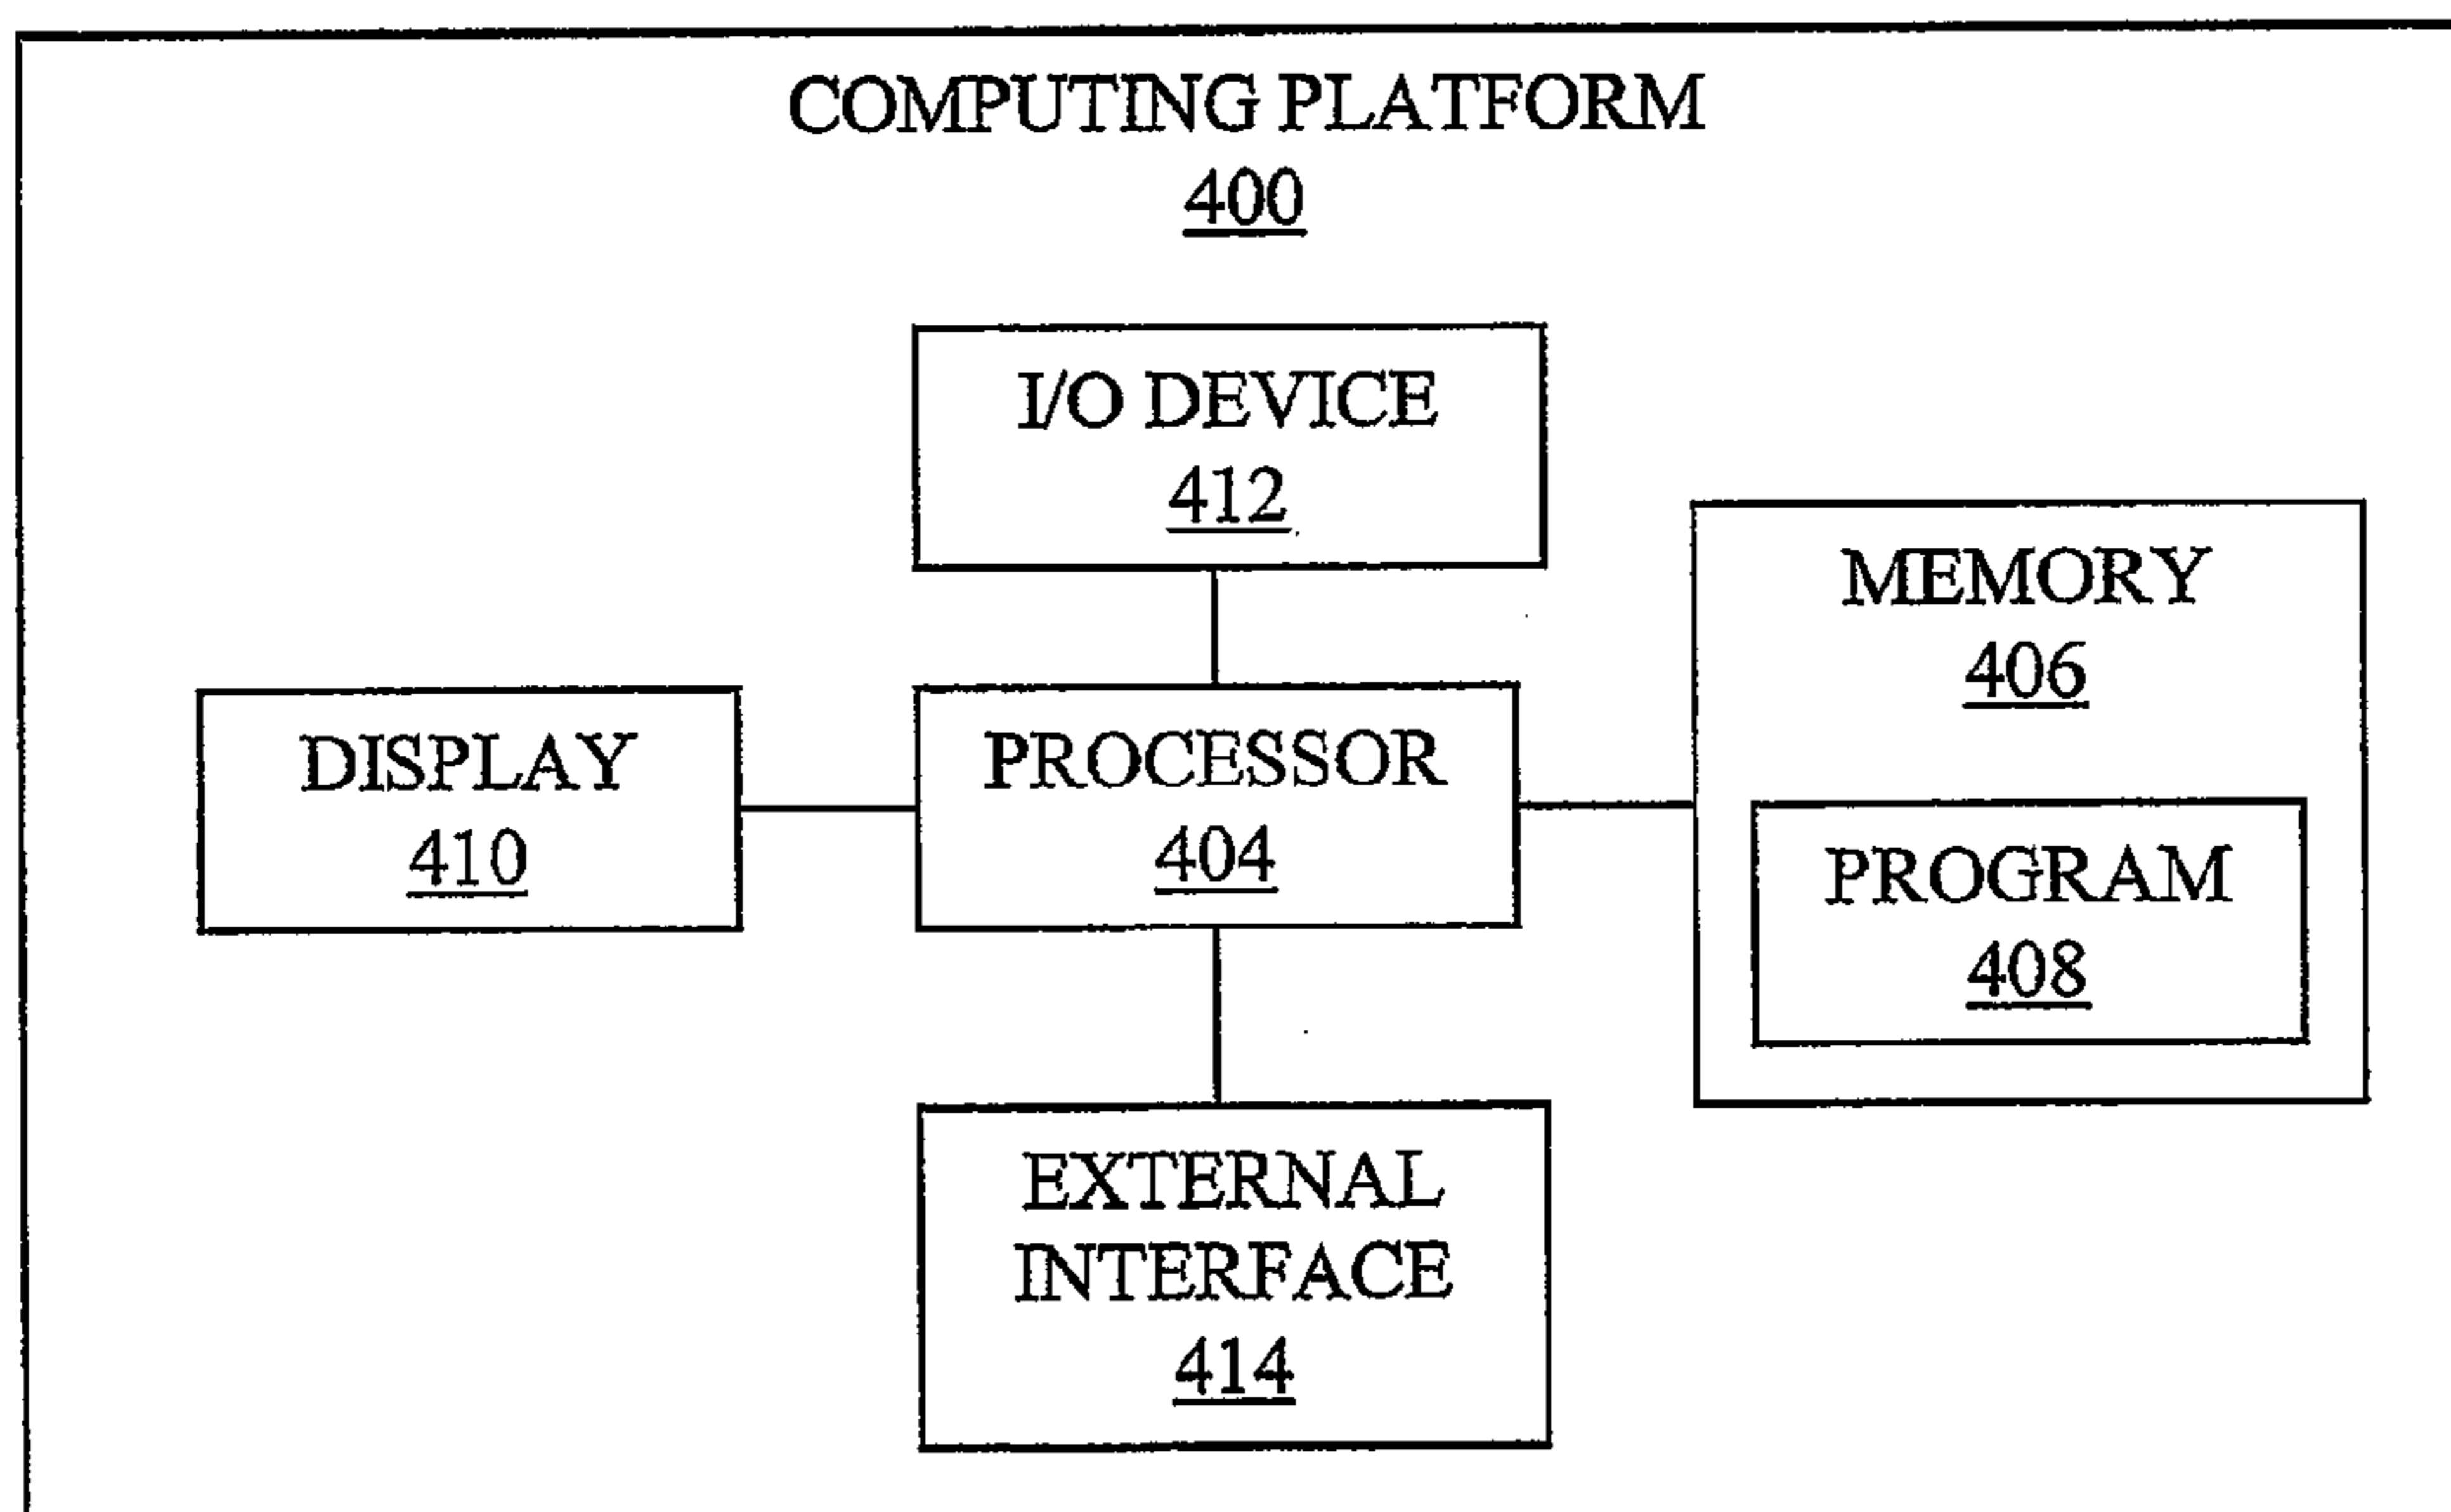 COMPUTING PLATFORM
400
I/O DEVICE
412
MEMORY
406
DISPLAY
410
PROCESSOR
404
PROGRAM
408
EXTERNAL
INTERFACE
414